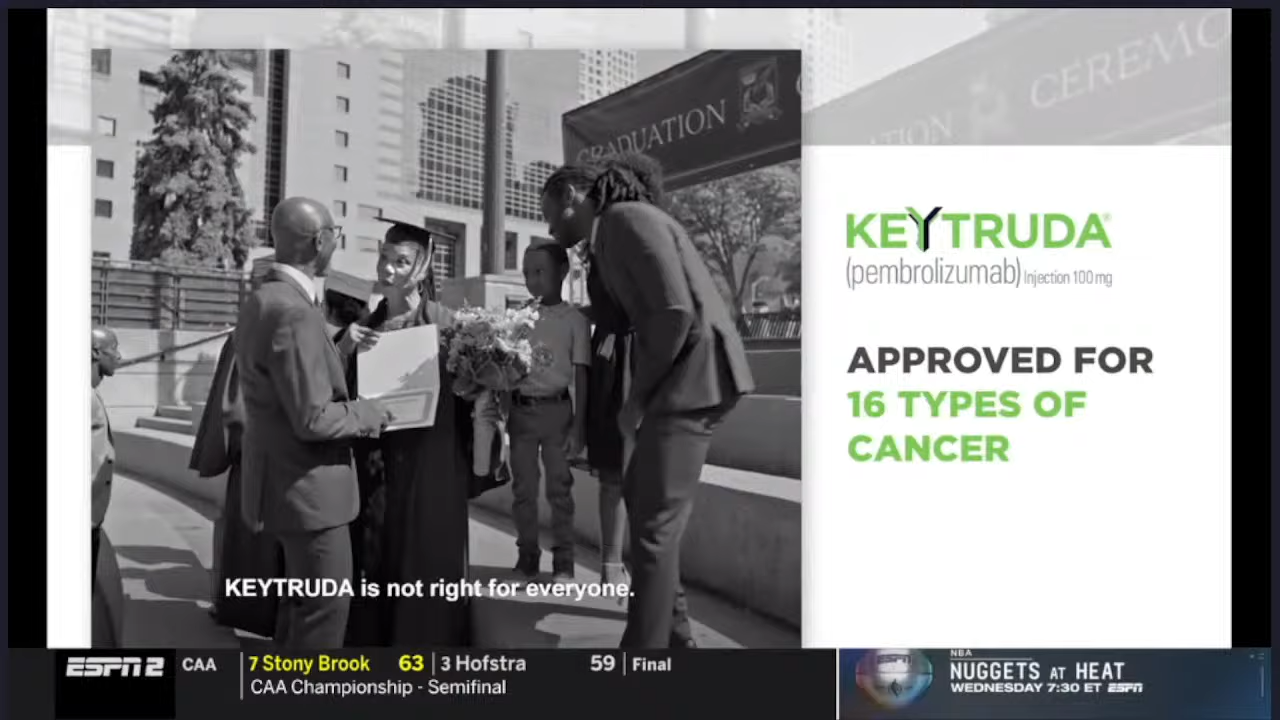 CEREMO
ATION
GRADUATION
C
KEYTRUDA®
(pembrolizumab) Injection 100 mg
APPROVED FOR
16 TYPES OF
CANCER
KEYTRUDA is not right for everyone.
ESPN2 CAA 7 Stony Brook 63 3 Hofstra 59 Final
CAA Championship - Semifinal
NBA
NUGGETS AT HEAT
WEDNESDAY 7:30 ET ESPN